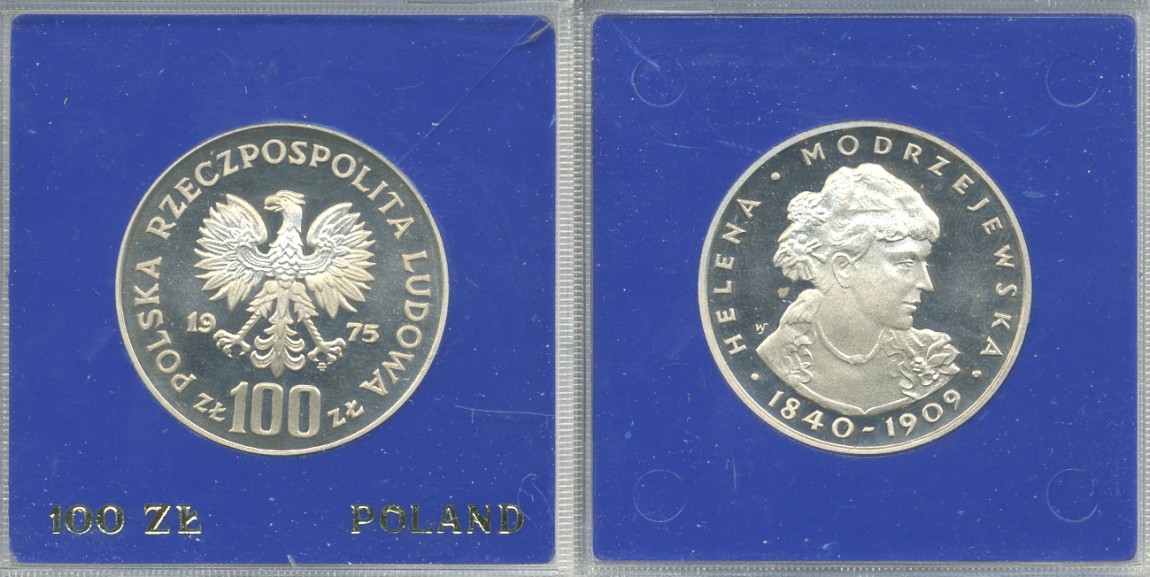 POLSKA RZECZPOSPOLITA LUDOWA
19 75
ZŁ 100 ZŁ
100 ZŁ POLAND
· HELENA · MODRZEJEWSKA ·
1840-1909